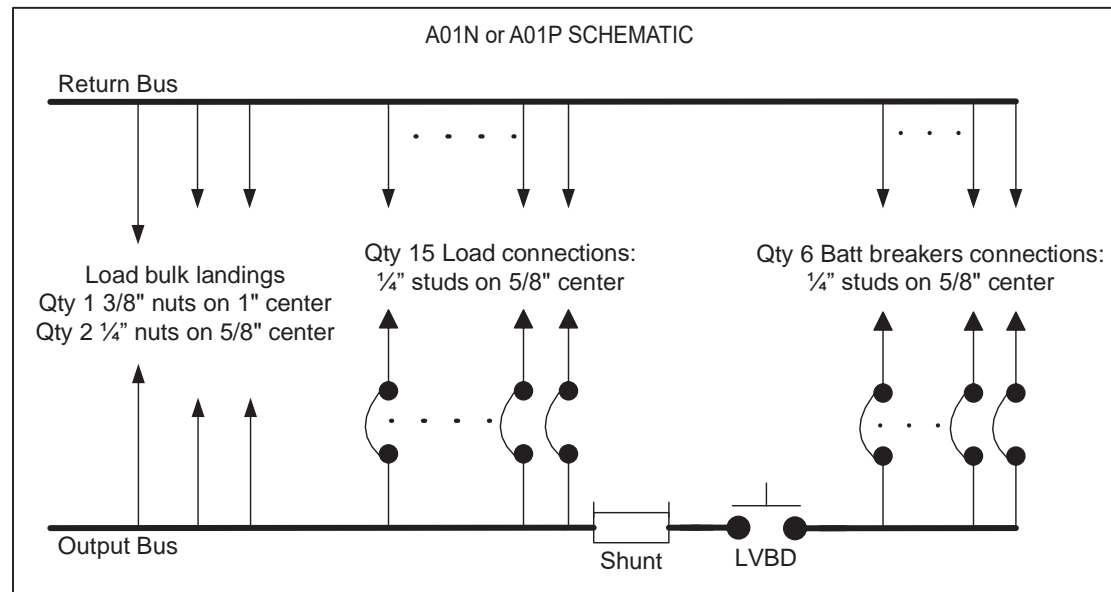 A01N or A01P SCHEMATIC
Return Bus
Load bulk landings
Qty 1 3/8" nuts on 1" center
Qty 2 ¼” nuts on 5/8" center
Qty 15 Load connections:
¼” studs on 5/8" center
Qty 6 Batt breakers connections:
¼” studs on 5/8" center
Output Bus
Shunt
LVBD